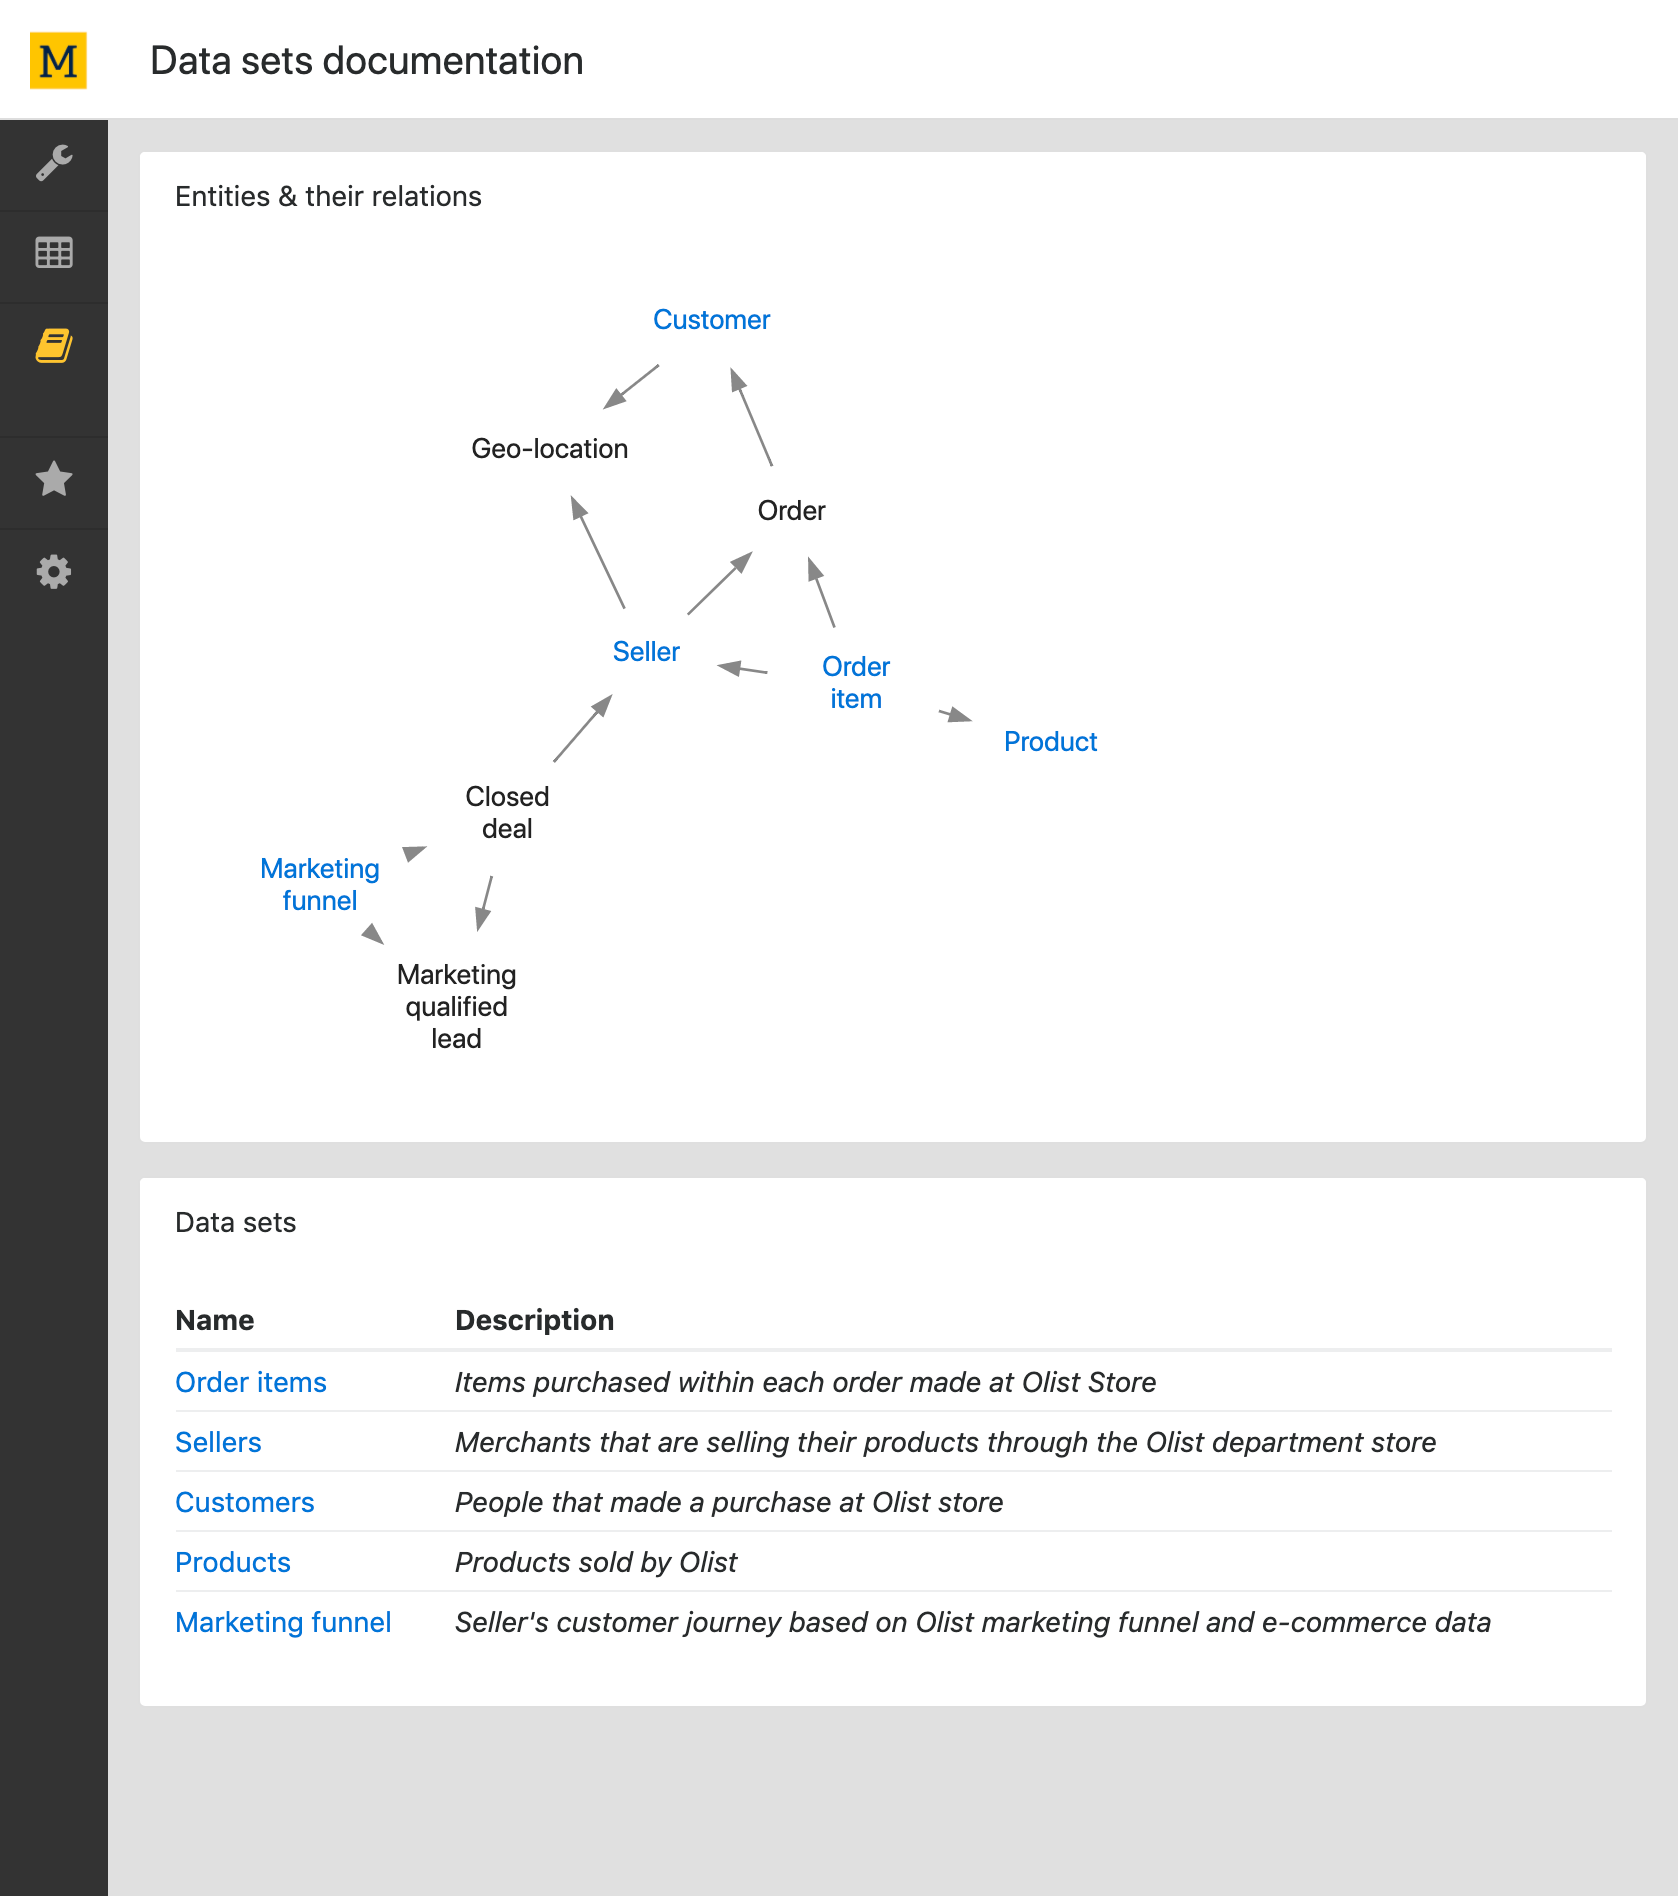 M
Data sets documentation
Entities & their relations
Customer
Geo-location
Order
Seller
Order
item
Product
Closed
deal
Marketing
funnel
Marketing
qualified
lead
Data sets
Name Description
Order items Items purchased within each order made at Olist Store
Sellers Merchants that are selling their products through the Olist department store
Customers People that made a purchase at Olist store
Products Products sold by Olist
Marketing funnel Seller's customer journey based on Olist marketing funnel and e-commerce data